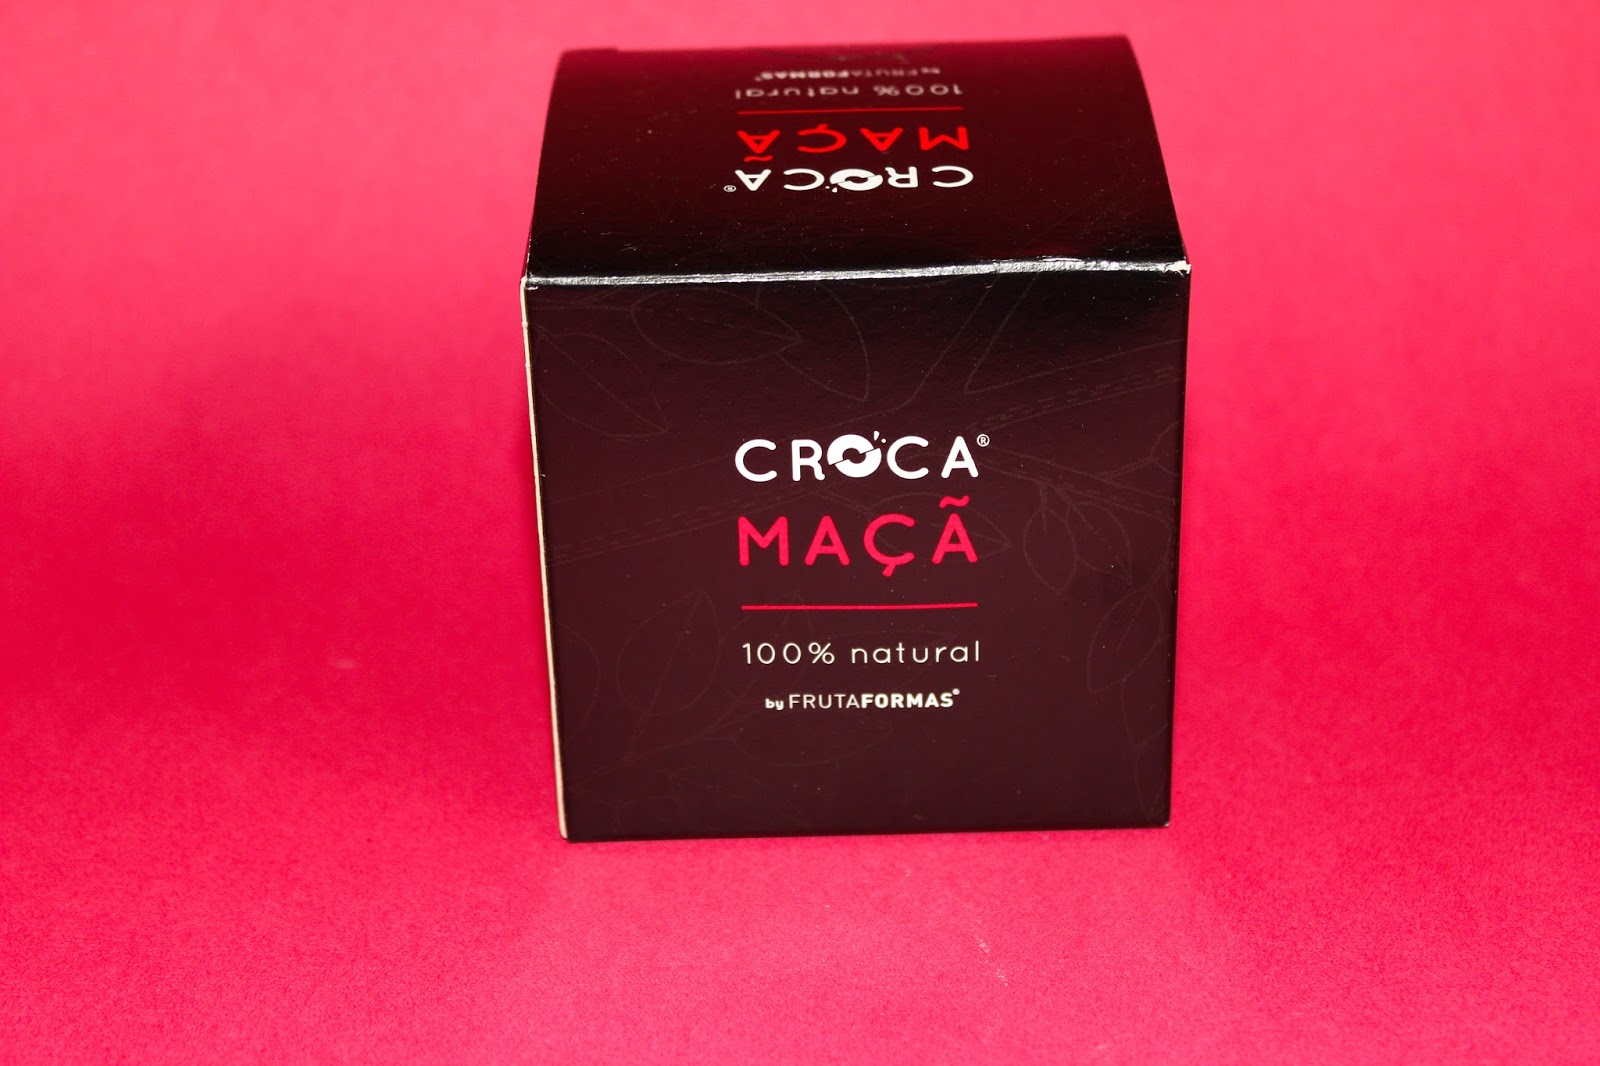 by FRUTAFORMAS®
100% natural
MAÇÃ
CROCA®
CROCA®
MAÇÃ
100% natural
by FRUTAFORMAS®